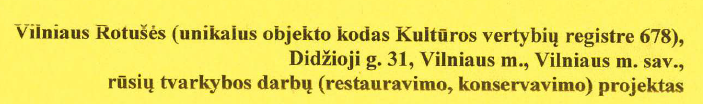 Vilniaus Rotušės (unikalus objekto kodas Kultūros vertybių registre 678),
Didžioji g. 31, Vilniaus m., Vilniaus m. sav.,
rūsių tvarkybos darbų (restauravimo, konservavimo) projektas